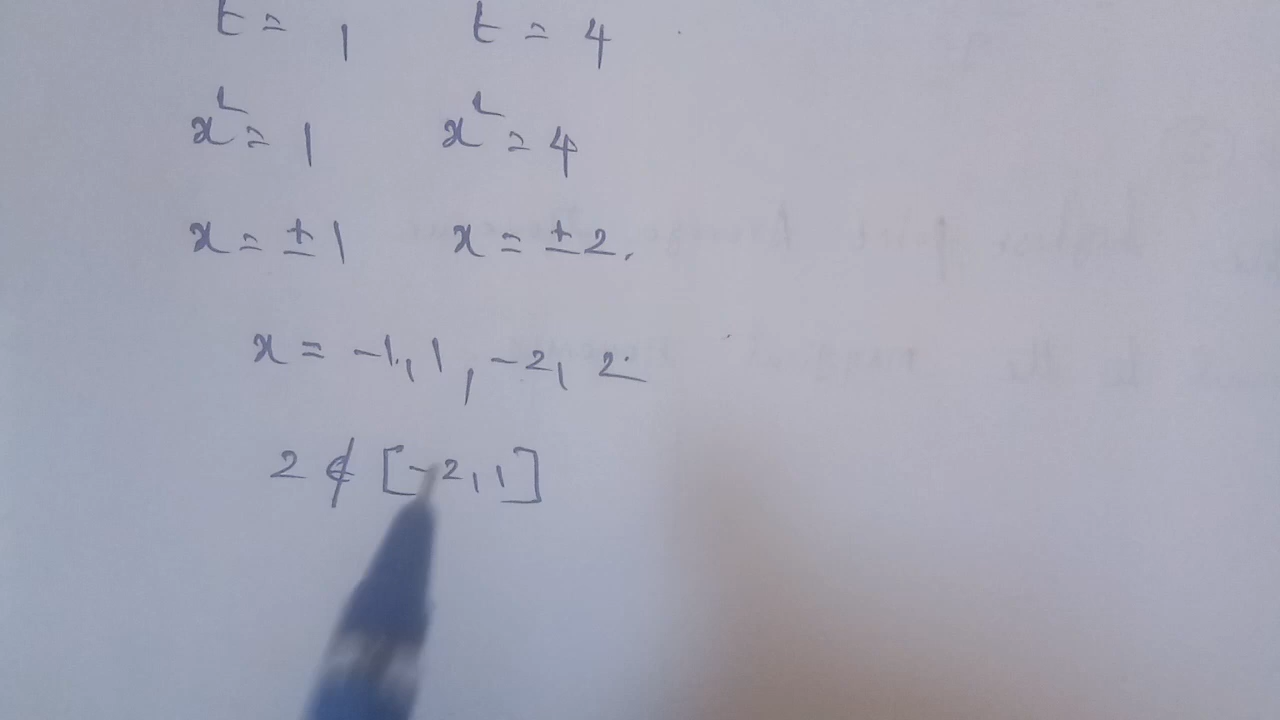 t = 1 t = 4
x² = 1 x² = 4
x = ± 1 x = ± 2.
x = -1, 1, -2, 2.
2 ∉ [-2, 1]